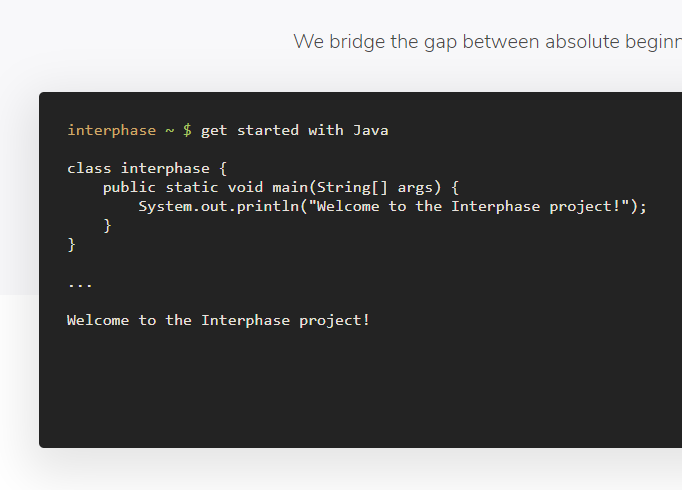 We bridge the gap between absolute
interphase ~ $ get started with Java
class interphase {
    public static void main(String[] args) {
        System.out.println("Welcome to the Interphase project!");
    }
}
...
Welcome to the Interphase project!